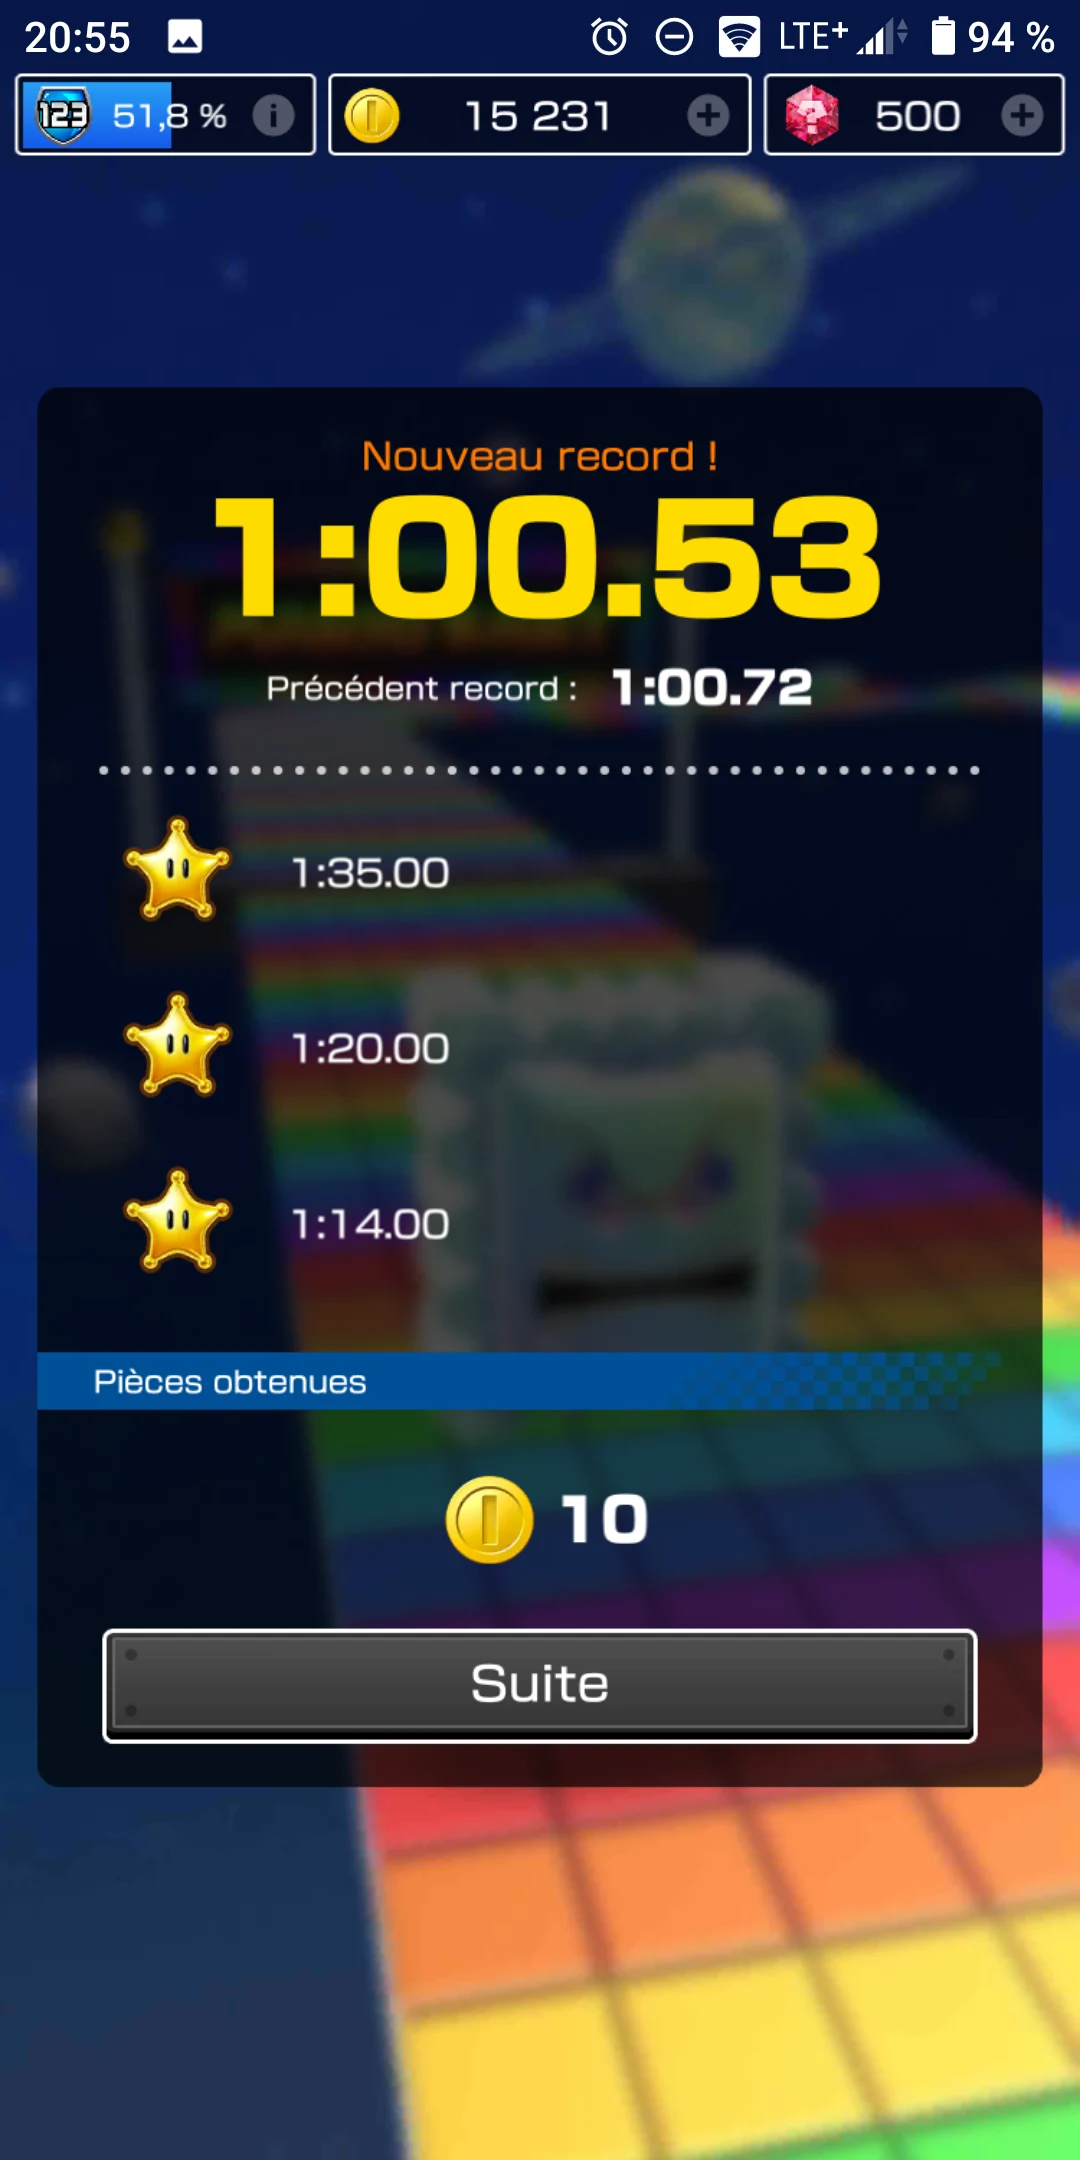 20:55 LTE+ 94 %
123 51,8 % i 15 231 + 500 +
Nouveau record !
1:00.53
Précédent record : 1:00.72
1:35.00
1:20.00
1:14.00
Pièces obtenues
10
Suite